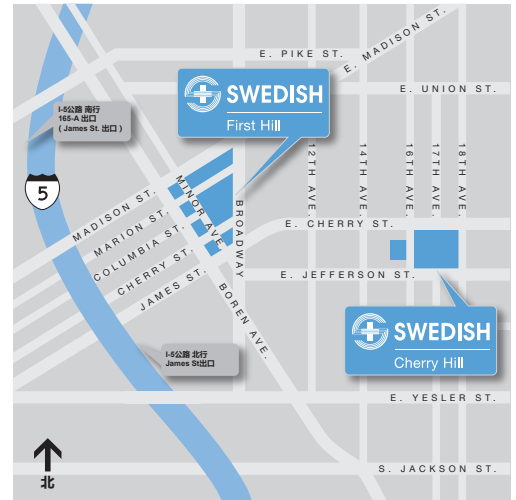 E. PIKE ST.
E. MADISON ST.
E. UNION ST.
I-5公路 南行
165-A 出口
( James St. 出口 )
SWEDISH
First Hill
5
12TH AVE.
14TH AVE.
16TH AVE.
17TH AVE.
18TH AVE.
MADISON ST.
MARION ST.
COLUMBIA ST.
CHERRY ST.
JAMES ST.
MINOR AVE.
BROADWAY
BOREN AVE.
E. CHERRY ST.
E. JEFFERSON ST.
SWEDISH
Cherry Hill
I-5公路 北行
James St出口
E. YESLER ST.
S. JACKSON ST.
北